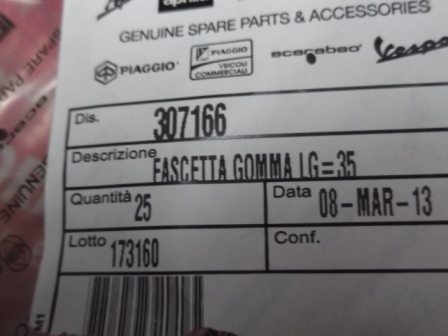 GENUINE SPARE PARTS & ACCESSORIES
PIAGGIO PIAGGIO VEICOLI COMMERCIALI scarabeo Vespa
Dis. 307166
Descrizione FASCETTA GOMMA LG=35
Quantità 25 Data 08-MAR-13
Lotto 173160 Conf.